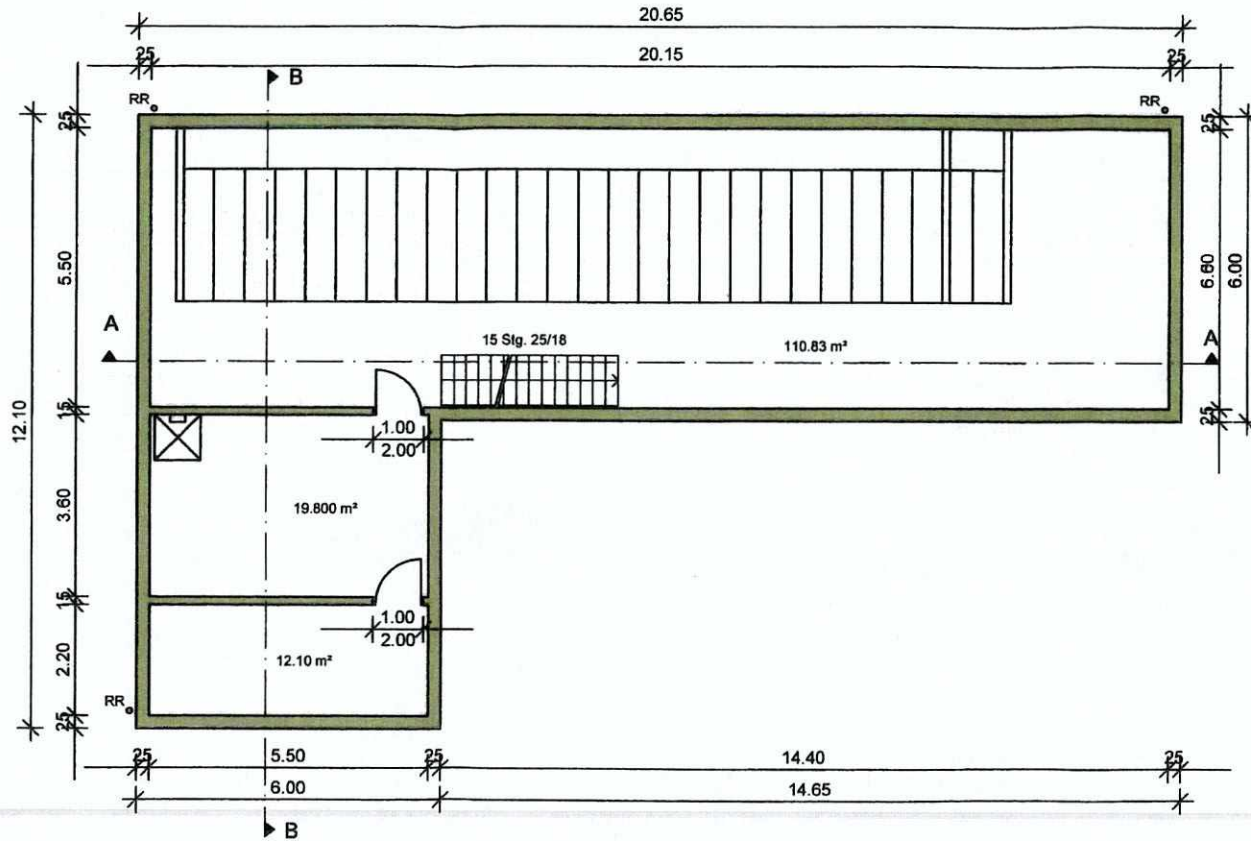 20.65
25 20.15 25
B
RR RR
25 25
5.50 6.60 6.00
12.10
A A
15 Stg. 25/18
110.83 m²
15 25
1.00
2.00
3.60
19.800 m²
15
1.00
2.00
2.20
12.10 m²
RR
25
25 5.50 25 14.40 25
6.00 14.65
B